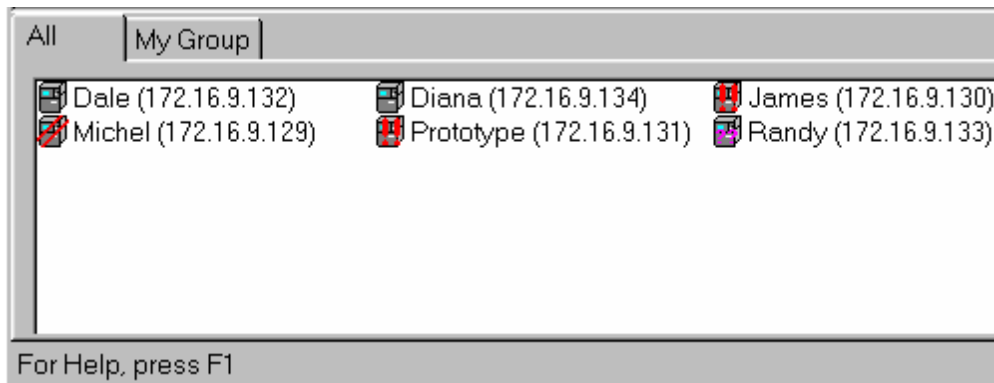 All My Group
Dale (172.16.9.132) Diana (172.16.9.134) James (172.16.9.130)
Michel (172.16.9.129) Prototype (172.16.9.131) Randy (172.16.9.133)
For Help, press F1